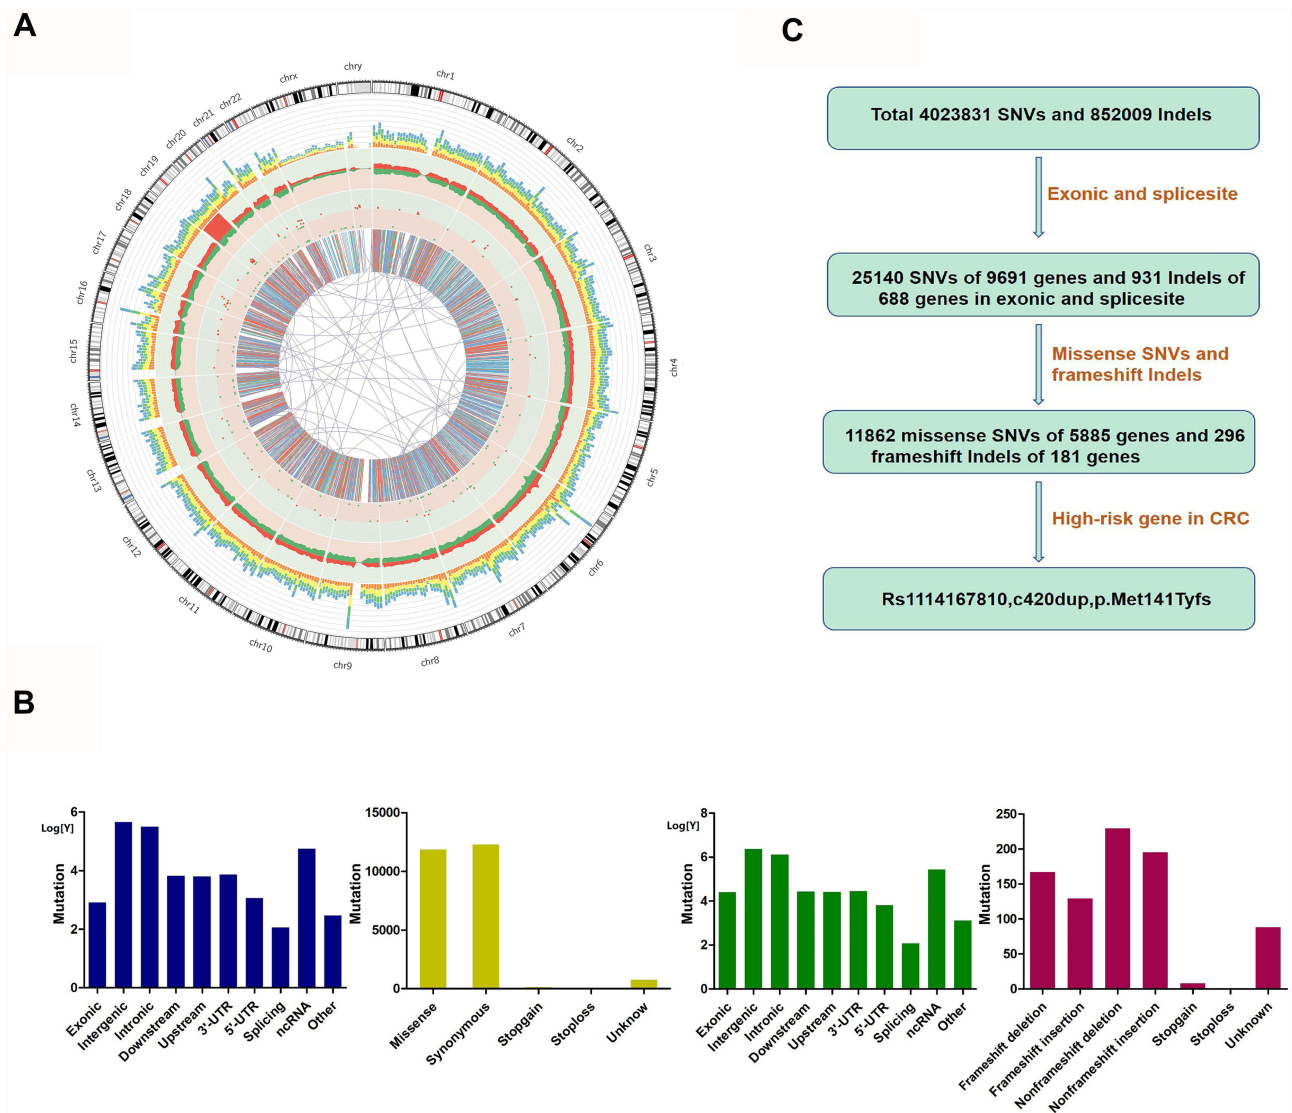 A
C
chr1
chr2
chr3
chr4
chr5
chr6
chr7
chr8
chr9
chr10
chr11
chr12
chr13
chr14
chr15
chr16
chr17
chr18
chr19
chr20
chr21
chr22
chrx
chry
Total 4023831 SNVs and 852009 Indels
Exonic and splicesite
25140 SNVs of 9691 genes and 931 Indels of
688 genes in exonic and splicesite
Missense SNVs and
frameshift Indels
11862 missense SNVs of 5885 genes and 296
frameshift Indels of 181 genes
High-risk gene in CRC
Rs1114167810,c420dup,p.Met141Tyfs
B
Log[Y]
Mutation
6
4
2
0
Exonic
Intergenic
Intronic
Downstream
Upstream
3'-UTR
5'-UTR
Splicing
ncRNA
Other
Mutation
15000
10000
5000
0
Missense
Synonymous
Stopgain
Stoploss
Unknow
Log[Y]
Mutation
8
6
4
2
0
Exonic
Intergenic
Intronic
Downstream
Upstream
3'-UTR
5'-UTR
Splicing
ncRNA
Other
Mutation
250
200
150
100
50
0
Frameshift deletion
Frameshift insertion
Nonframeshift deletion
Nonframeshift insertion
Stopgain
Stoploss
Unknown